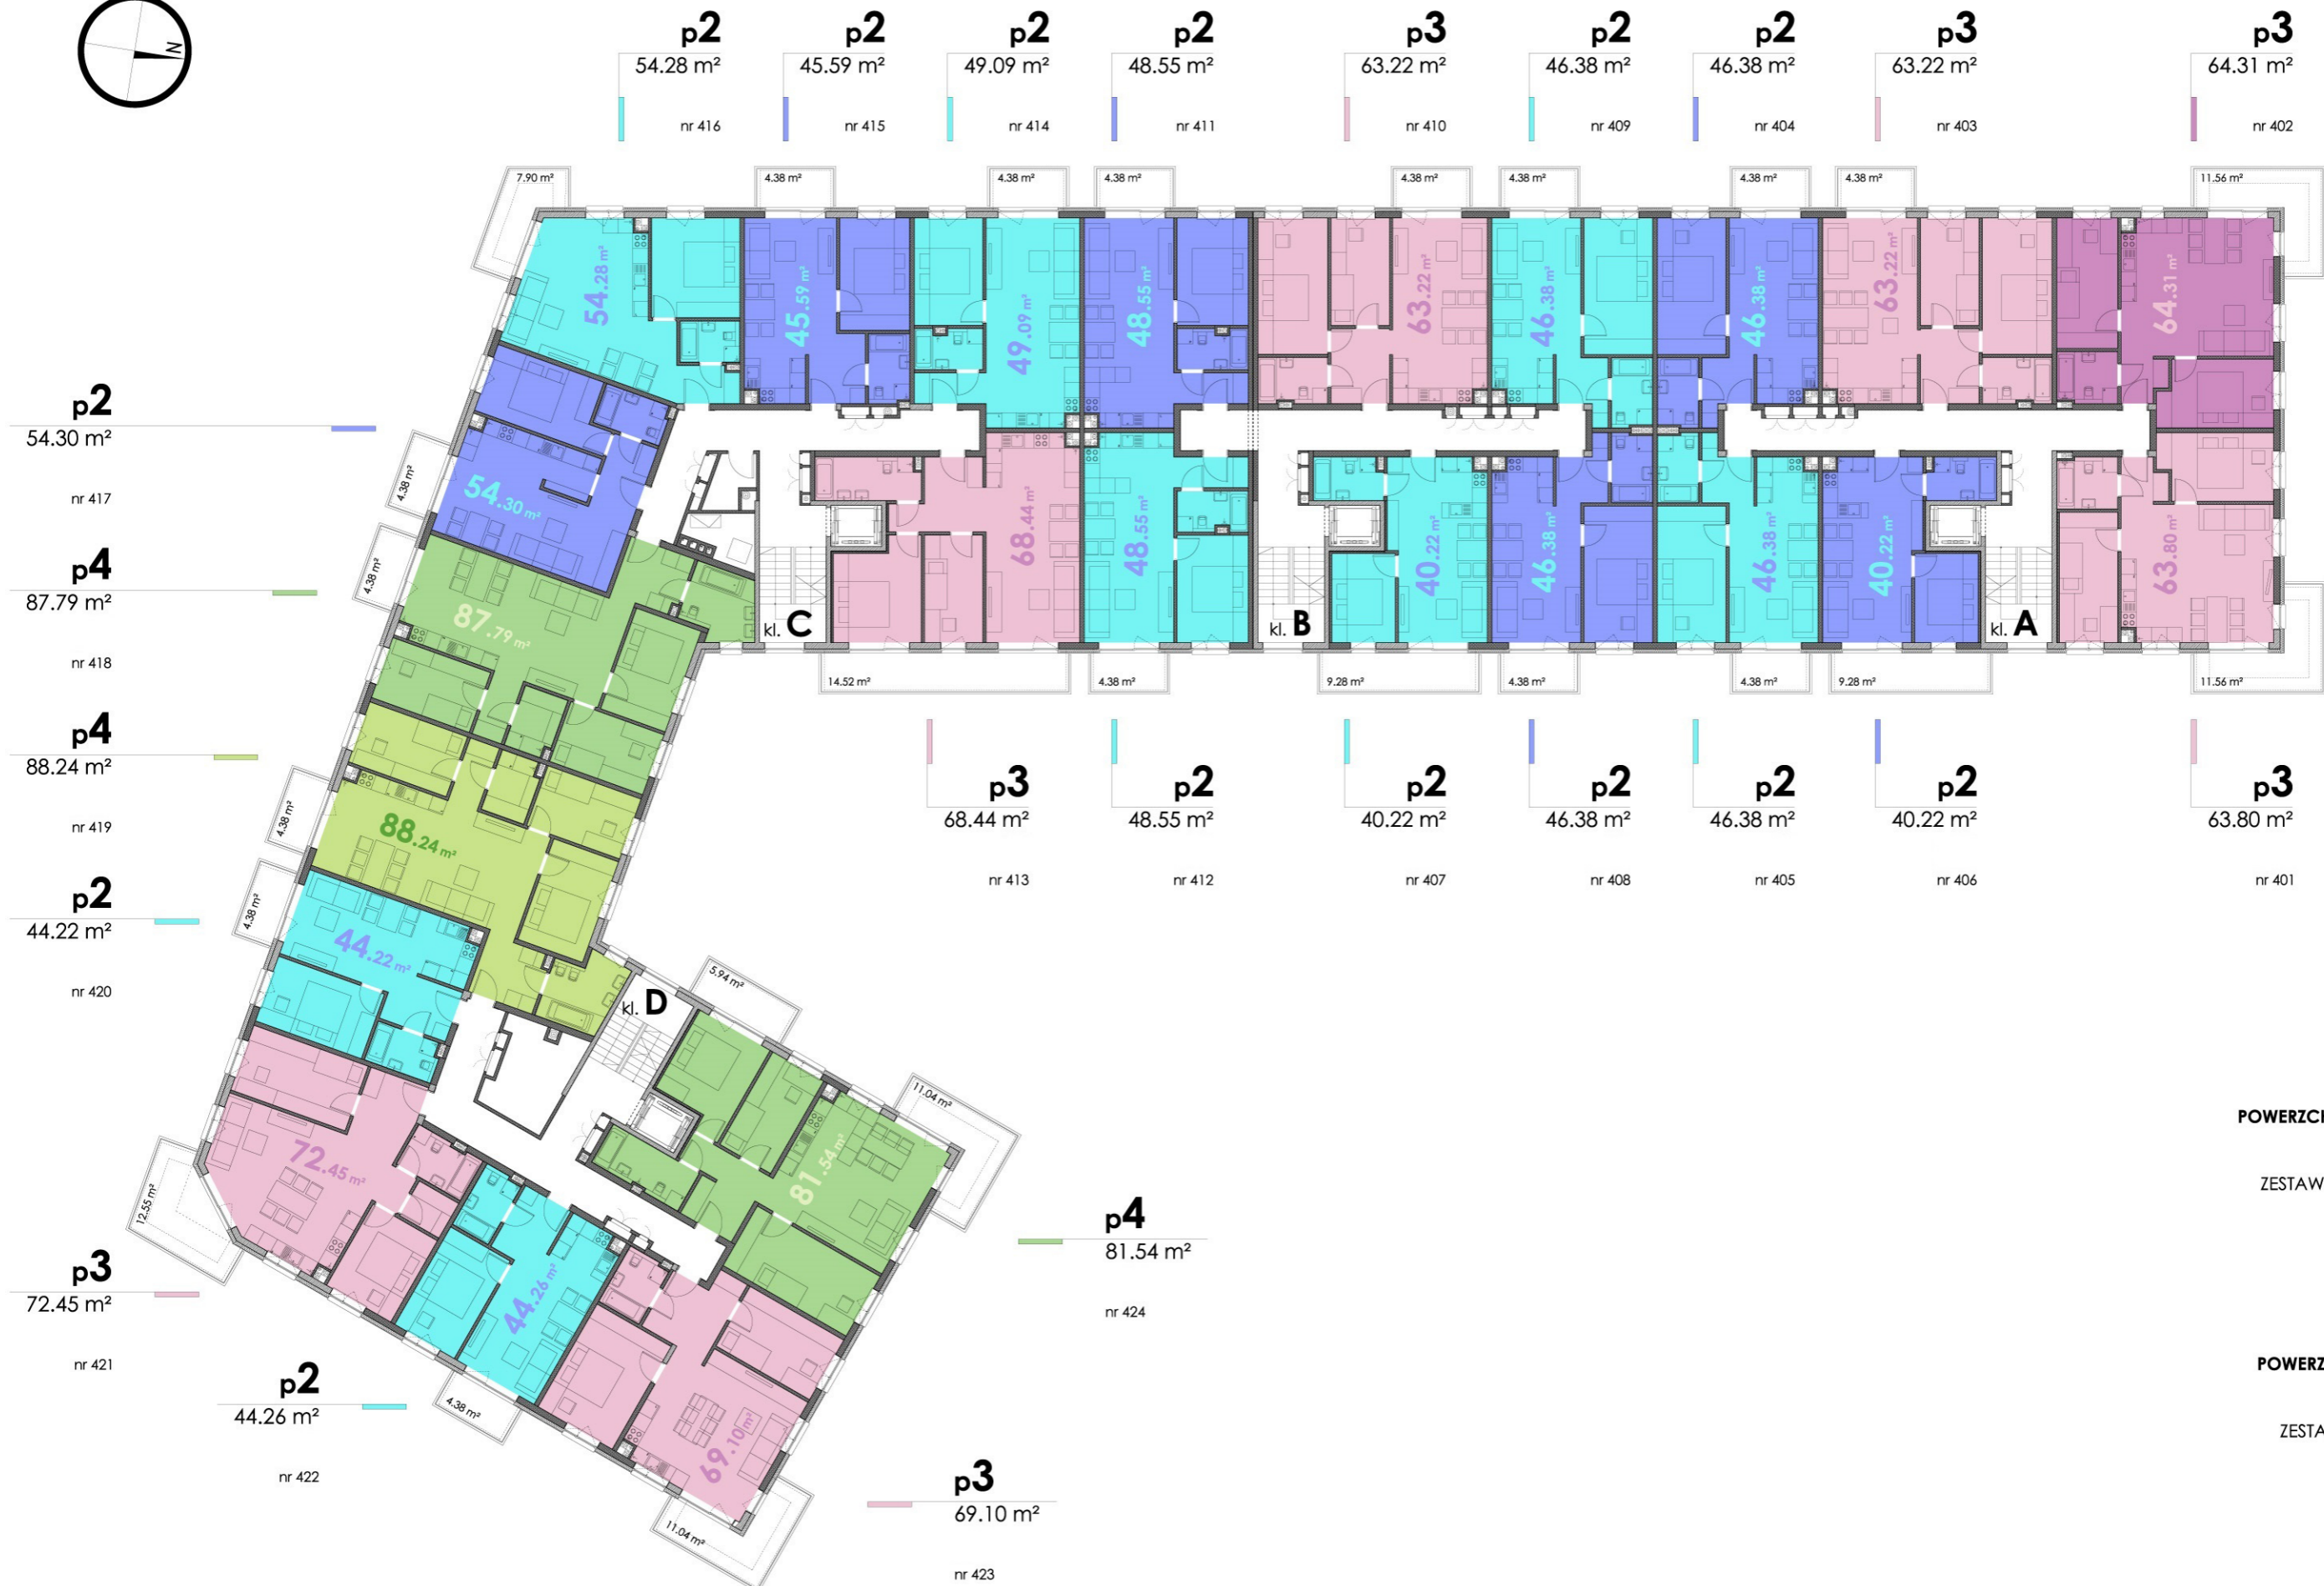 N
p2
54.28 m²
nr 416
p2
45.59 m²
nr 415
p2
49.09 m²
nr 414
p2
48.55 m²
nr 411
p3
63.22 m²
nr 410
p2
46.38 m²
nr 409
p2
46.38 m²
nr 404
p3
63.22 m²
nr 403
p3
64.31 m²
nr 402
7.90 m²
4.38 m²
4.38 m²
4.38 m²
4.38 m²
4.38 m²
4.38 m²
4.38 m²
11.56 m²
54.28 m²
45.59 m²
49.09 m²
48.55 m²
63.22 m²
46.38 m²
46.38 m²
63.22 m²
64.31 m²
p2
54.30 m²
nr 417
4.38 m²
54.30 m²
68.44 m²
48.55 m²
40.22 m²
46.38 m²
46.38 m²
40.22 m²
63.80 m²
p4
87.79 m²
nr 418
4.38 m²
87.79 m²
kl. C
kl. B
kl. A
14.52 m²
4.38 m²
9.28 m²
4.38 m²
4.38 m²
9.28 m²
11.56 m²
p4
88.24 m²
nr 419
4.38 m²
88.24 m²
p3
68.44 m²
nr 413
p2
48.55 m²
nr 412
p2
40.22 m²
nr 407
p2
46.38 m²
nr 408
p2
46.38 m²
nr 405
p2
40.22 m²
nr 406
p3
63.80 m²
nr 401
p2
44.22 m²
nr 420
4.38 m²
44.22 m²
kl. D
5.94 m²
11.04 m²
81.54 m²
72.45 m²
12.55 m²
44.26 m²
69.10 m²
p4
81.54 m²
nr 424
p3
72.45 m²
nr 421
p2
44.26 m²
nr 422
4.38 m²
11.04 m²
p3
69.10 m²
nr 423
POWERZCI
ZESTAW
POWERZ
ZESTA